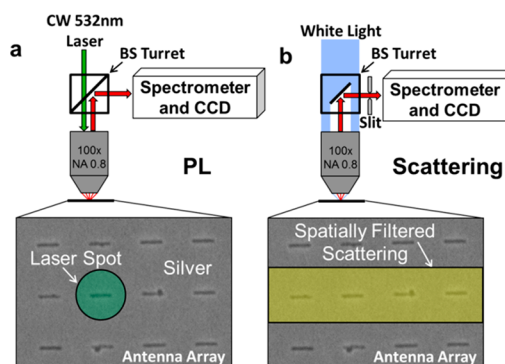 a
CW 532nm
Laser
BS Turret
Spectrometer
and CCD
100x
NA 0.8
PL
Laser Spot
Silver
Antenna Array
b
White Light
BS Turret
Spectrometer
and CCD
Slit
100x
NA 0.8
Scattering
Spatially Filtered
Scattering
Antenna Array